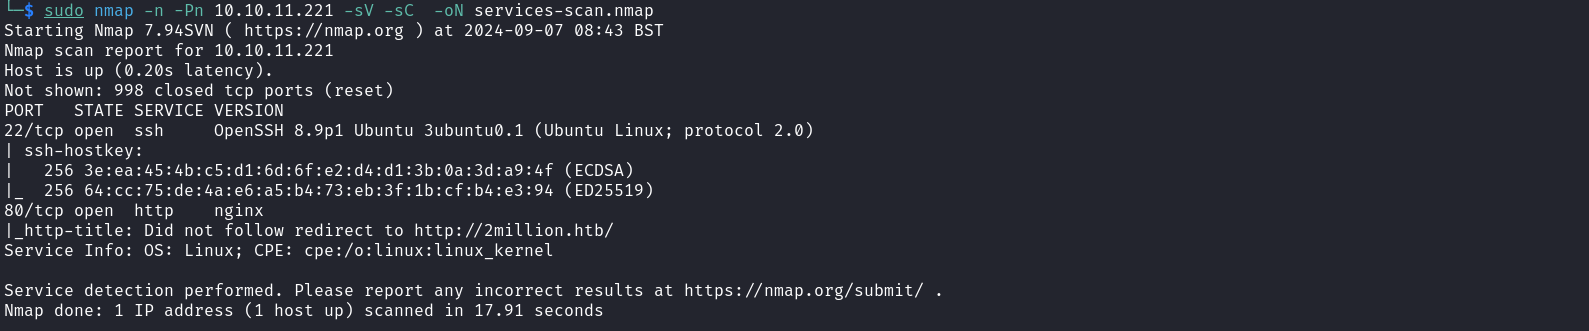 └─$ sudo nmap -n -Pn 10.10.11.221 -sV -sC  -oN services-scan.nmap
Starting Nmap 7.94SVN ( https://nmap.org ) at 2024-09-07 08:43 BST
Nmap scan report for 10.10.11.221
Host is up (0.20s latency).
Not shown: 998 closed tcp ports (reset)
PORT   STATE SERVICE VERSION
22/tcp open  ssh     OpenSSH 8.9p1 Ubuntu 3ubuntu0.1 (Ubuntu Linux; protocol 2.0)
| ssh-hostkey:
|   256 3e:ea:45:4b:c5:d1:6d:6f:e2:d4:d1:3b:0a:3d:a9:4f (ECDSA)
|_  256 64:cc:75:de:4a:e6:a5:b4:73:eb:3f:1b:cf:b4:e3:94 (ED25519)
80/tcp open  http    nginx
|_http-title: Did not follow redirect to http://2million.htb/
Service Info: OS: Linux; CPE: cpe:/o:linux:linux_kernel

Service detection performed. Please report any incorrect results at https://nmap.org/submit/ .
Nmap done: 1 IP address (1 host up) scanned in 17.91 seconds